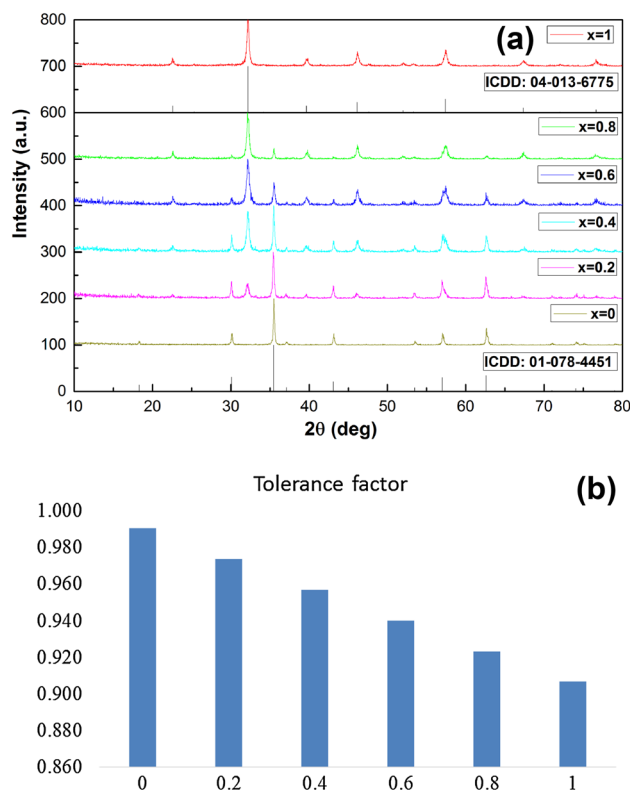 (a)
800
x=1
700
ICDD: 04-013-6775
600
x=0.8
500
x=0.6
400
x=0.4
300
x=0.2
200
x=0
100
ICDD: 01-078-4451
0
Intensity (a.u.)
10 20 30 40 50 60 70 80
2θ (deg)
Tolerance factor
(b)
1.000
0.980
0.960
0.940
0.920
0.900
0.880
0.860
0 0.2 0.4 0.6 0.8 1